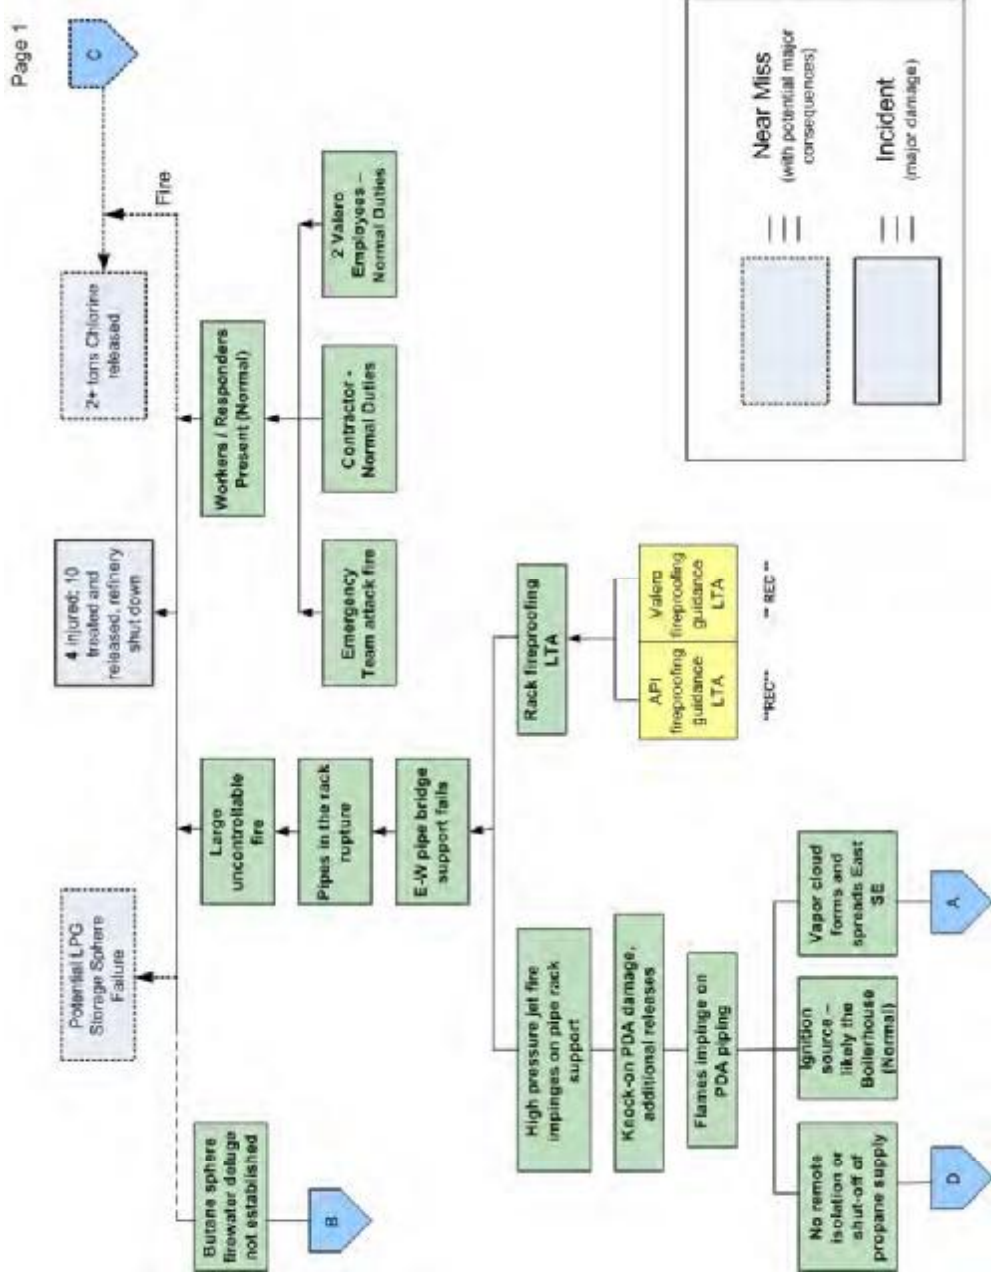 Page 1
Potential LPG
Storage Sphere
Failure
4 injured; 10
treated and
released, refinery
shut down
2+ tons Chlorine
released
C
Fire
Butane sphere
firewater deluge
not established
B
Large
uncontrollable
fire
Workers / Responders
Present (Normal)
Pipes in the rack
rupture
Emergency
Team attack fire
Contractor -
Normal Duties
2 Valero
Employees –
Normal Duties
E-W pipe bridge
support fails
High pressure jet fire
impinges on pipe rack
support
Rack fireproofing
LTA
Knock-on PDA damage,
additional releases
API
fireproofing
guidance
LTA
Valero
fireproofing
guidance
LTA
**REC**
** REC **
Flames impinge on
PDA piping
No remote
isolation or
shut-off of
propane supply
Ignition
source –
likely the
Boilerhouse
(Normal)
Vapor cloud
forms and
spreads East
SE
D
A
Near Miss
(with potential major
consequences)
Incident
(major damage)